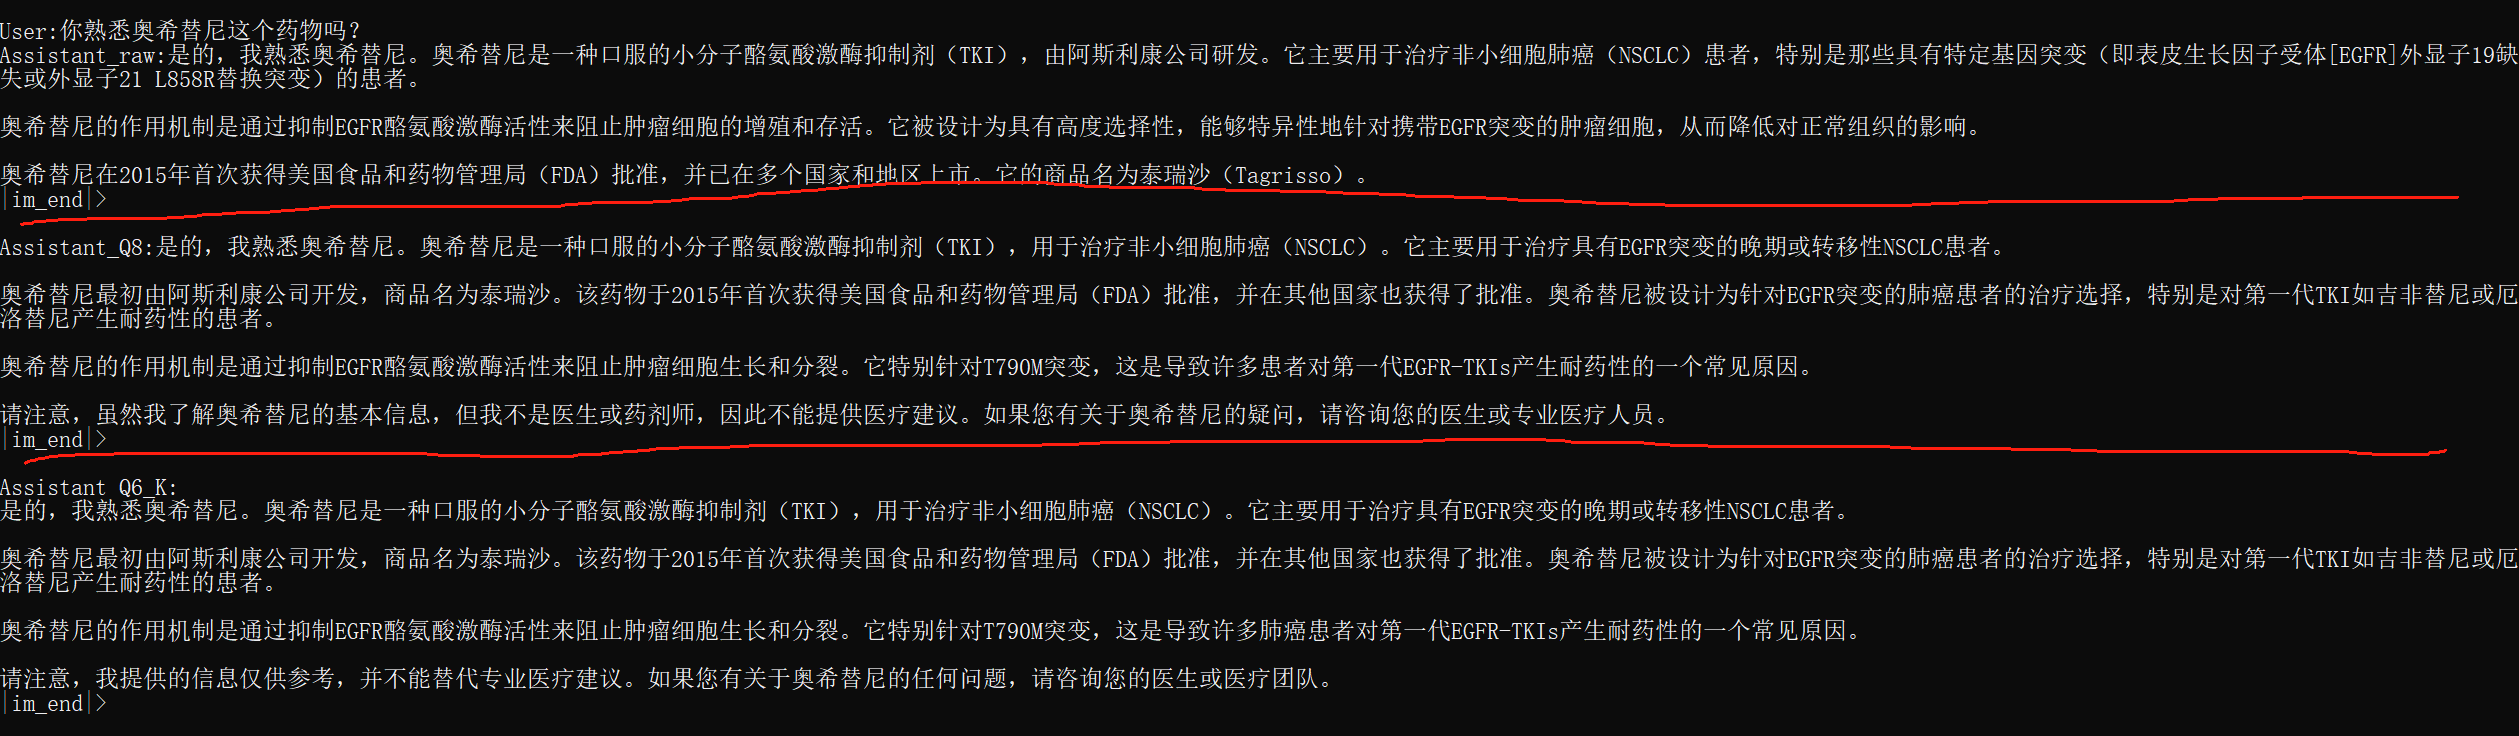 User:你熟悉奥希替尼这个药物吗?
Assistant_raw:是的，我熟悉奥希替尼。奥希替尼是一种口服的小分子酪氨酸激酶抑制剂（TKI），由阿斯利康公司研发。它主要用于治疗非小细胞肺癌（NSCLC）患者，特别是那些具有特定基因突变（即表皮生长因子受体[EGFR]外显子19缺
失或外显子21 L858R替换突变）的患者。
奥希替尼的作用机制是通过抑制EGFR酪氨酸激酶活性来阻止肿瘤细胞的增殖和存活。它被设计为具有高度选择性，能够特异性地针对携带EGFR突变的肿瘤细胞，从而降低对正常组织的影响。
奥希替尼在2015年首次获得美国食品和药物管理局（FDA）批准，并已在多个国家和地区上市。它的商品名为泰瑞沙（Tagrisso）。
|im_end|>
Assistant_Q8:是的，我熟悉奥希替尼。奥希替尼是一种口服的小分子酪氨酸激酶抑制剂（TKI），用于治疗非小细胞肺癌（NSCLC）。它主要用于治疗具有EGFR突变的晚期或转移性NSCLC患者。
奥希替尼最初由阿斯利康公司开发，商品名为泰瑞沙。该药物于2015年首次获得美国食品和药物管理局（FDA）批准，并在其他国家也获得了批准。奥希替尼被设计为针对EGFR突变的肺癌患者的治疗选择，特别是对第一代TKI如吉非替尼或厄
洛替尼产生耐药性的患者。
奥希替尼的作用机制是通过抑制EGFR酪氨酸激酶活性来阻止肿瘤细胞生长和分裂。它特别针对T790M突变，这是导致许多患者对第一代EGFR-TKIs产生耐药性的一个常见原因。
请注意，虽然我了解奥希替尼的基本信息，但我不是医生或药剂师，因此不能提供医疗建议。如果您有关于奥希替尼的疑问，请咨询您的医生或专业医疗人员。
|im_end|>
Assistant Q6_K:
是的，我熟悉奥希替尼。奥希替尼是一种口服的小分子酪氨酸激酶抑制剂（TKI），用于治疗非小细胞肺癌（NSCLC）。它主要用于治疗具有EGFR突变的晚期或转移性NSCLC患者。
奥希替尼最初由阿斯利康公司开发，商品名为泰瑞沙。该药物于2015年首次获得美国食品和药物管理局（FDA）批准，并在其他国家也获得了批准。奥希替尼被设计为针对EGFR突变的肺癌患者的治疗选择，特别是对第一代TKI如吉非替尼或厄
洛替尼产生耐药性的患者。
奥希替尼的作用机制是通过抑制EGFR酪氨酸激酶活性来阻止肿瘤细胞生长和分裂。它特别针对T790M突变，这是导致许多肺癌患者对第一代EGFR-TKIs产生耐药性的一个常见原因。
请注意，我提供的信息仅供参考，并不能替代专业医疗建议。如果您有关于奥希替尼的任何问题，请咨询您的医生或医疗团队。
|im_end|>